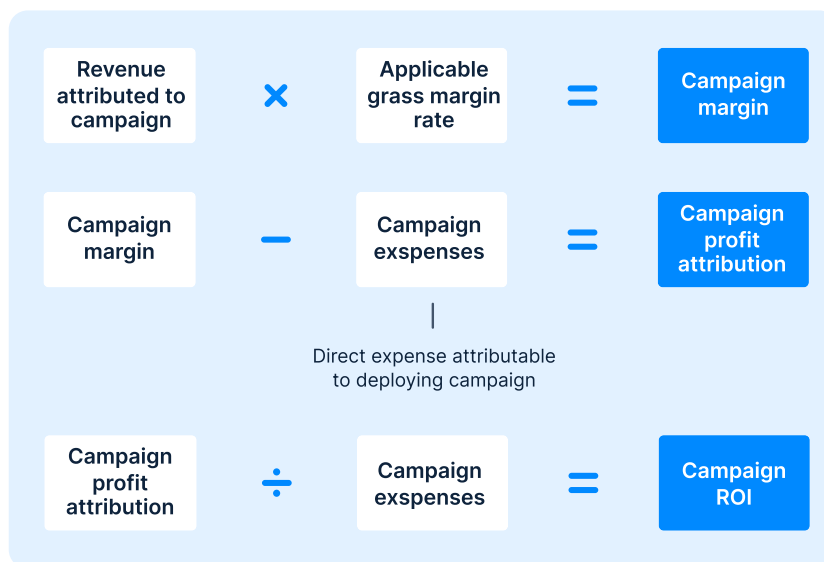 Revenue
attributed to
campaign
×
Applicable
grass margin
rate
=
Campaign
margin
Campaign
margin
−
Campaign
exspenses
=
Campaign
profit
attribution
Direct expense attributable
to deploying campaign
Campaign
profit
attribution
÷
Campaign
exspenses
=
Campaign
ROI